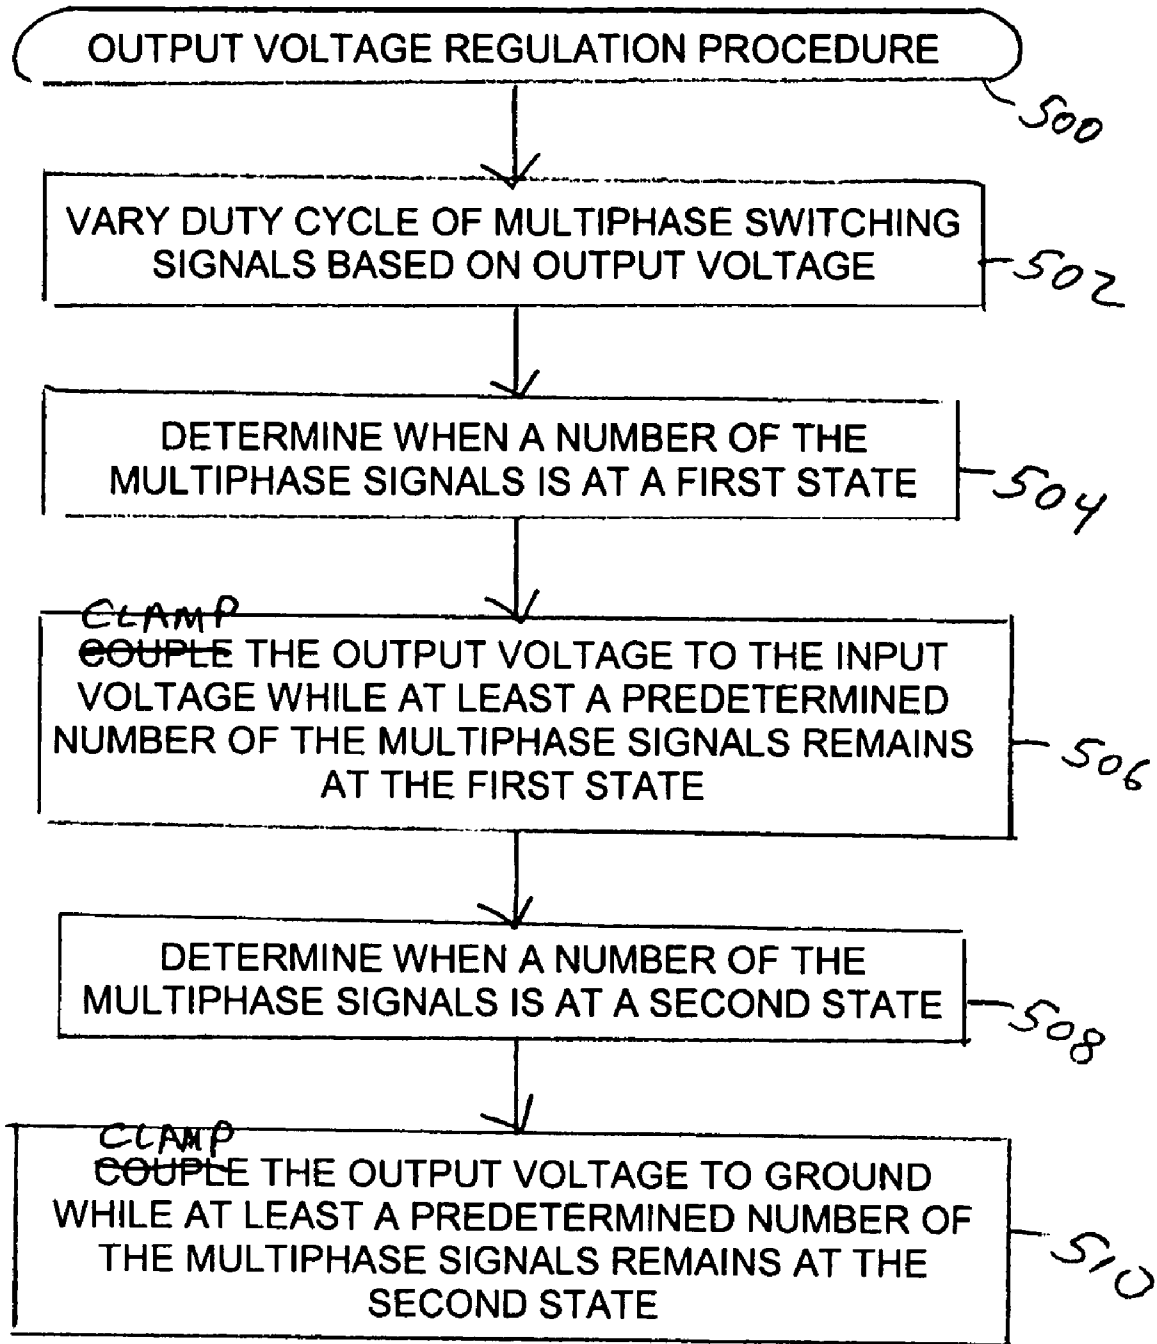 OUTPUT VOLTAGE REGULATION PROCEDURE
500
VARY DUTY CYCLE OF MULTIPHASE SWITCHING
SIGNALS BASED ON OUTPUT VOLTAGE
502
DETERMINE WHEN A NUMBER OF THE
MULTIPHASE SIGNALS IS AT A FIRST STATE
504
CLAMP
COUPLE THE OUTPUT VOLTAGE TO THE INPUT
VOLTAGE WHILE AT LEAST A PREDETERMINED
NUMBER OF THE MULTIPHASE SIGNALS REMAINS
AT THE FIRST STATE
506
DETERMINE WHEN A NUMBER OF THE
MULTIPHASE SIGNALS IS AT A SECOND STATE
508
CLAMP
COUPLE THE OUTPUT VOLTAGE TO GROUND
WHILE AT LEAST A PREDETERMINED NUMBER OF
THE MULTIPHASE SIGNALS REMAINS AT THE
SECOND STATE
510